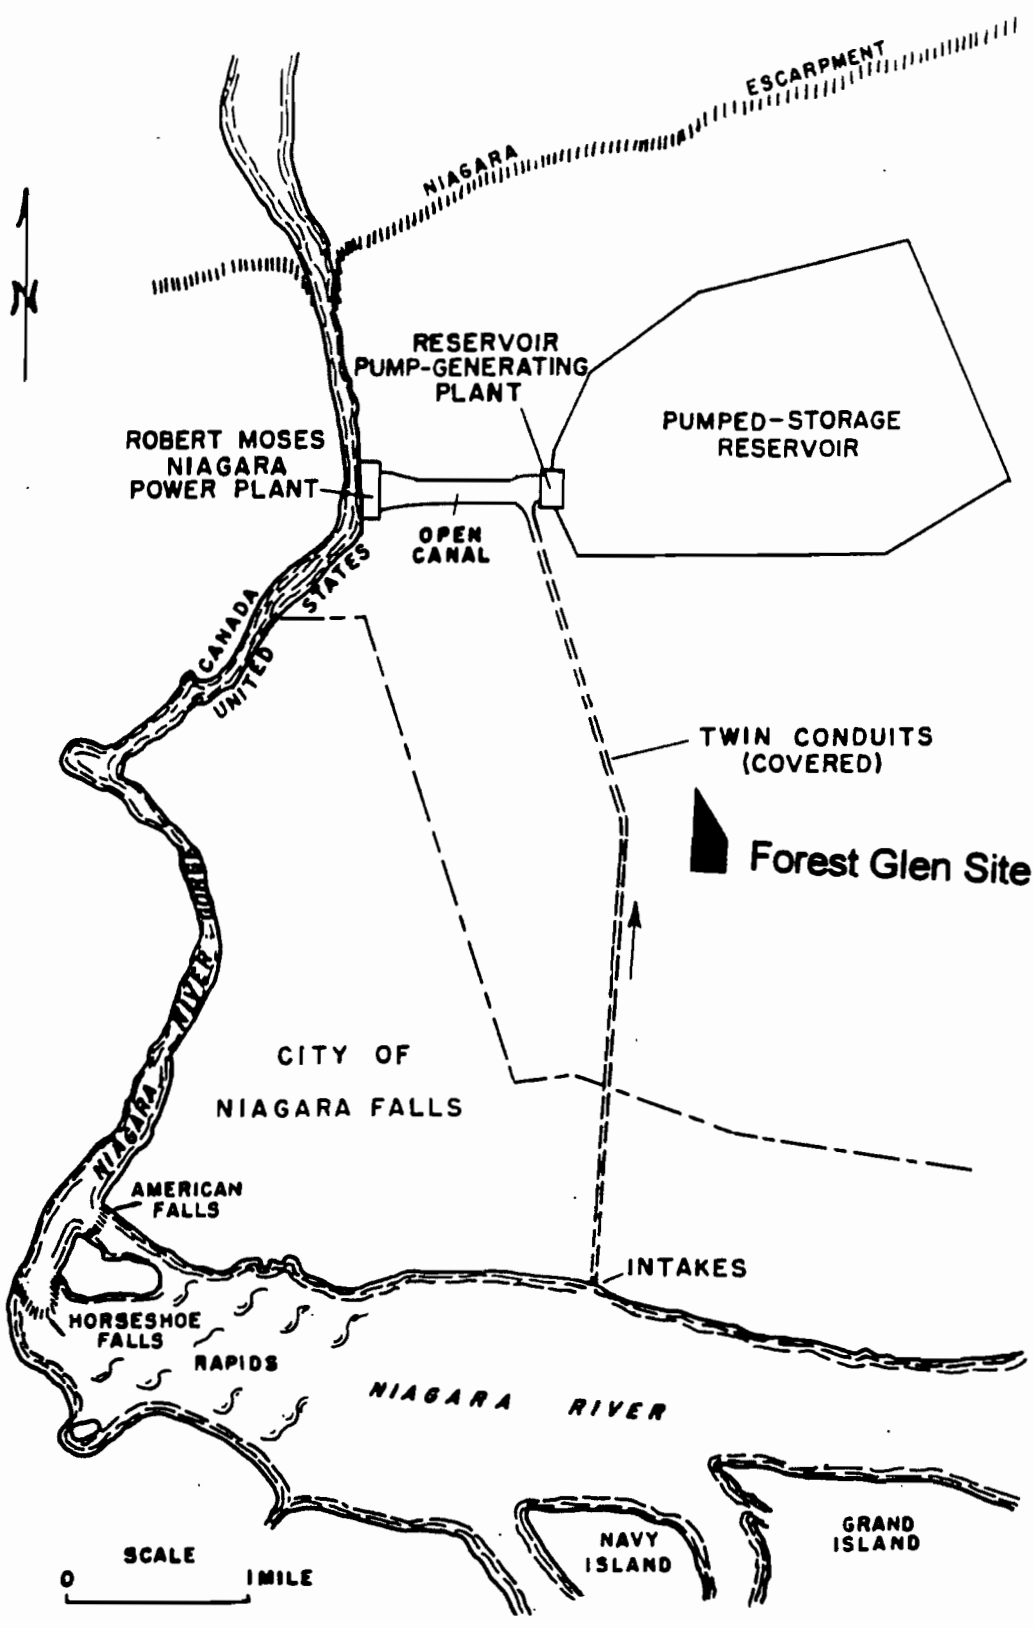 ESCARPMENT
NIAGARA
N
RESERVOIR
PUMP-GENERATING
PLANT
PUMPED-STORAGE
RESERVOIR
ROBERT MOSES
NIAGARA
POWER PLANT
OPEN
CANAL
CANADA
UNITED STATES
TWIN CONDUITS
(COVERED)
Forest Glen Site
NIAGARA RIVER GORGE
CITY OF
NIAGARA FALLS
AMERICAN
FALLS
INTAKES
HORSESHOE
FALLS
RAPIDS
NIAGARA RIVER
NAVY
ISLAND
GRAND
ISLAND
SCALE
0 1 MILE